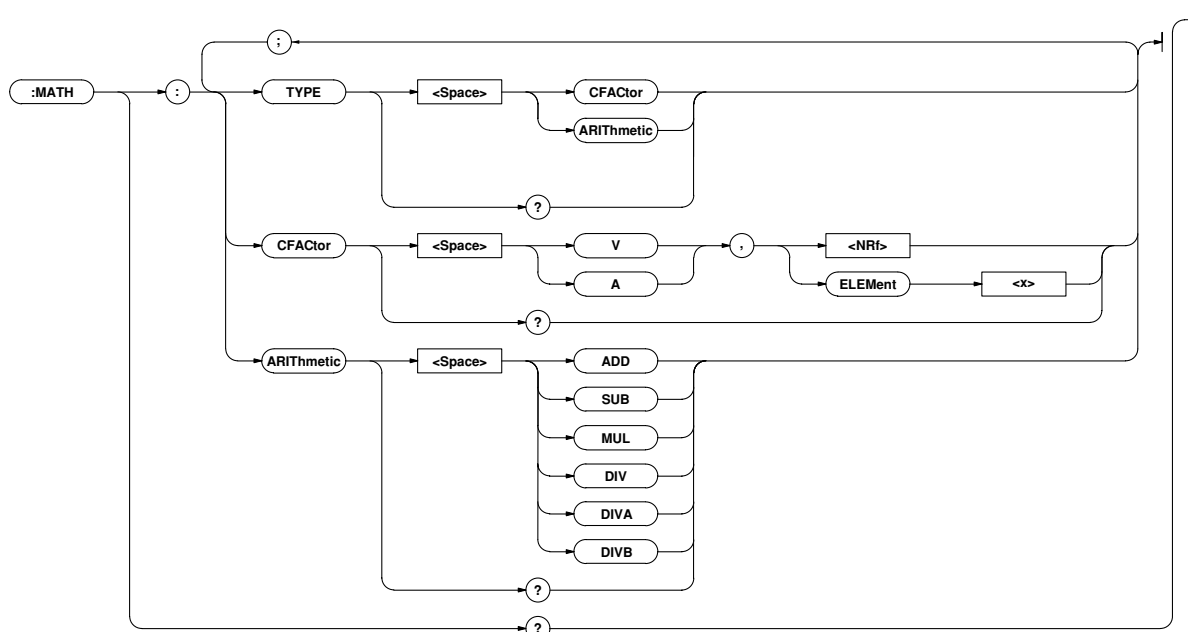 ;
:MATH : TYPE <Space> CFACtor
ARIThmetic
?
CFACtor <Space> V , <NRf>
A ELEMent <x>
?
ARIThmetic <Space> ADD
SUB
MUL
DIV
DIVA
DIVB
?
?